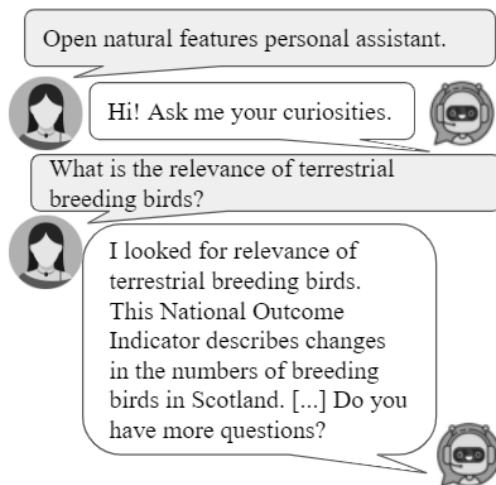 Open natural features personal assistant.
Hi! Ask me your curiosities.
What is the relevance of terrestrial
breeding birds?
I looked for relevance of
terrestrial breeding birds.
This National Outcome
Indicator describes changes
in the numbers of breeding
birds in Scotland. [...] Do you
have more questions?